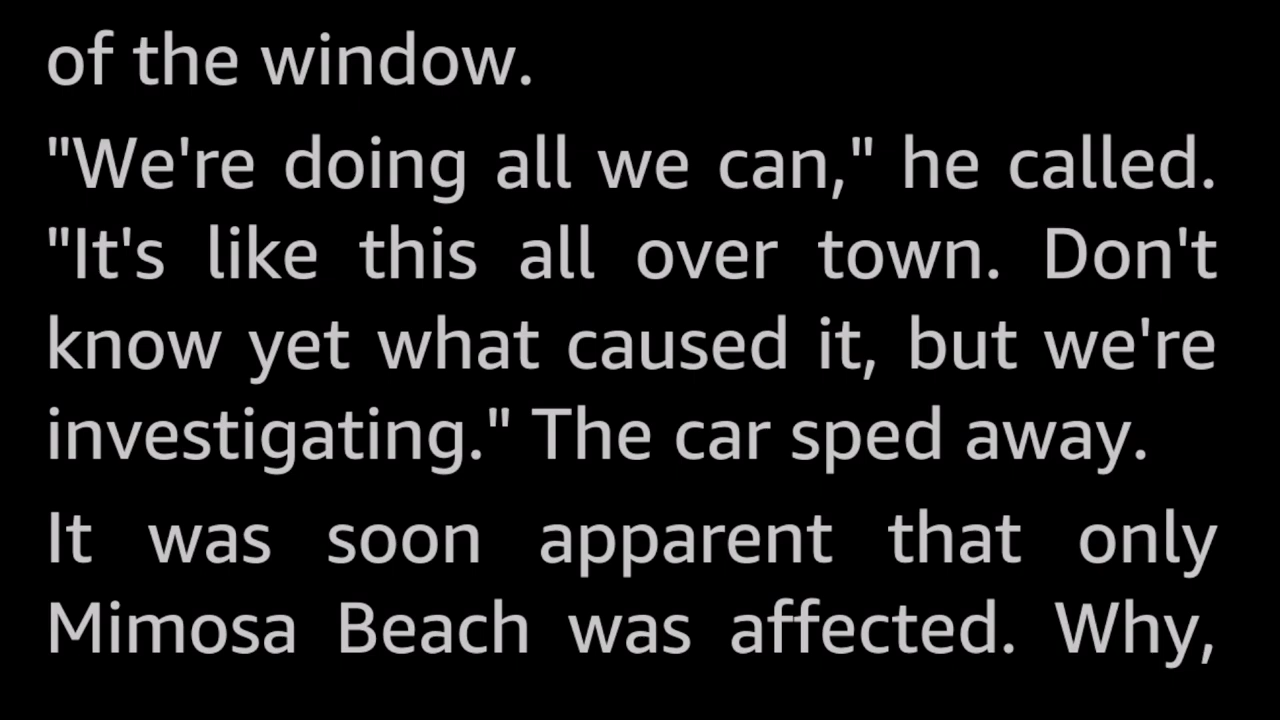 of the window.
"We're doing all we can," he called.
"It's like this all over town. Don't
know yet what caused it, but we're
investigating." The car sped away.
It was soon apparent that only
Mimosa Beach was affected. Why,